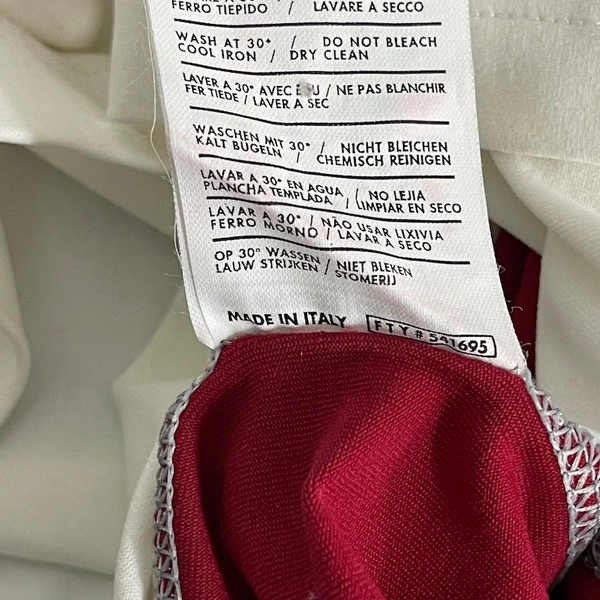 FERRO TIEPIDO / LAVARE A SECCO
WASH AT 30° / DO NOT BLEACH
COOL IRON / DRY CLEAN
LAVER A 30° AVEC EAU / NE PAS BLANCHIR
FER TIEDE / LAVER A SEC
WASCHEN MIT 30° / NICHT BLEICHEN
KALT BUGELN / CHEMISCH REINIGEN
LAVAR A 30° EN AGUA / NO LEJIA
PLANCHA TEMPLADA / LIMPIAR EN SECO
LAVAR A 30° / NÃO USAR LIXIVIA
FERRO MORNO / LAVAR A SECO
OP 30° WASSEN / NIET BLEKEN
LAUW STRIJKEN / STOMERIJ
MADE IN ITALY FTY # 541695